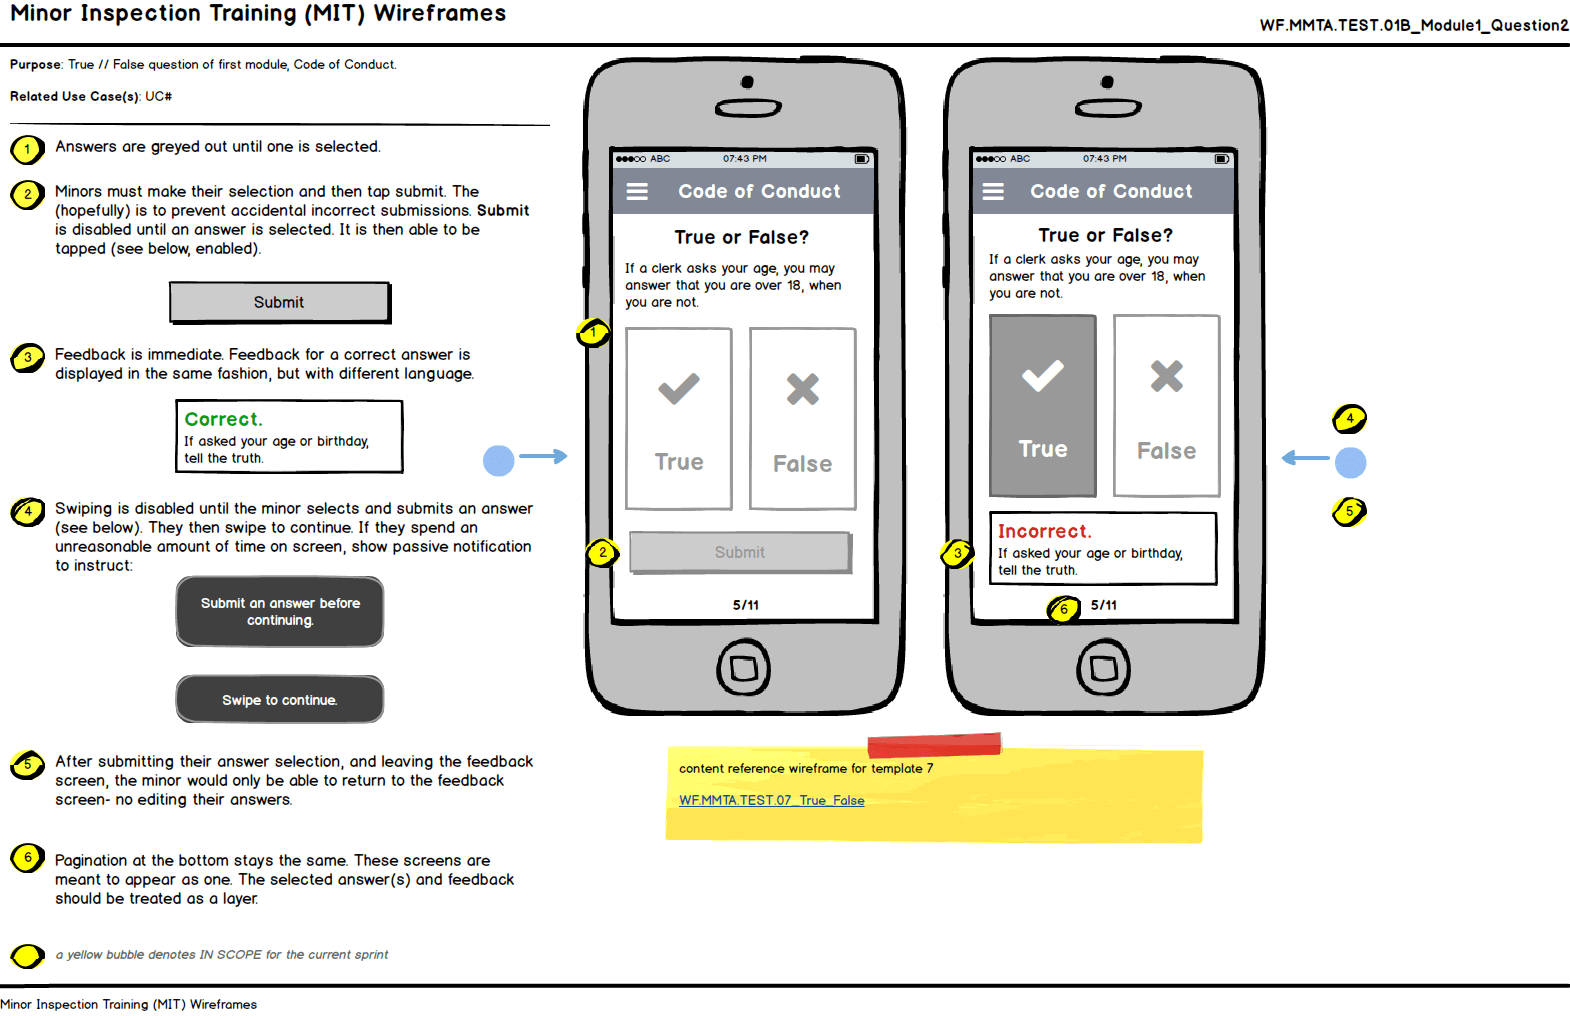 Minor Inspection Training (MIT) Wireframes
WF.MMTA.TEST.01B_Module1_Question2
Purpose: True // False question of first module, Code of Conduct.
Related Use Case(s): UC#
1
Answers are greyed out until one is selected.
2
Minors must make their selection and then tap submit. The
(hopefully) is to prevent accidental incorrect submissions. Submit
is disabled until an answer is selected. It is then able to be
tapped (see below, enabled).
Submit
3
Feedback is immediate. Feedback for a correct answer is
displayed in the same fashion, but with different language.
Correct.
If asked your age or birthday,
tell the truth.
4
Swiping is disabled until the minor selects and submits an answer
(see below). They then swipe to continue. If they spend an
unreasonable amount of time on screen, show passive notification
to instruct:
Submit an answer before
continuing.
Swipe to continue.
5
After submitting their answer selection, and leaving the feedback
screen, the minor would only be able to return to the feedback
screen- no editing their answers.
6
Pagination at the bottom stays the same. These screens are
meant to appear as one. The selected answer(s) and feedback
should be treated as a layer.
a yellow bubble denotes IN SCOPE for the current sprint
ABC 07:43 PM
Code of Conduct
True or False?
If a clerk asks your age, you may
answer that you are over 18, when
you are not.
1
True
False
2
Submit
5/11
ABC 07:43 PM
Code of Conduct
True or False?
If a clerk asks your age, you may
answer that you are over 18, when
you are not.
True
False
3
Incorrect.
If asked your age or birthday,
tell the truth.
6
5/11
4
5
content reference wireframe for template 7
WF.MMTA.TEST.07_True_False
Minor Inspection Training (MIT) Wireframes